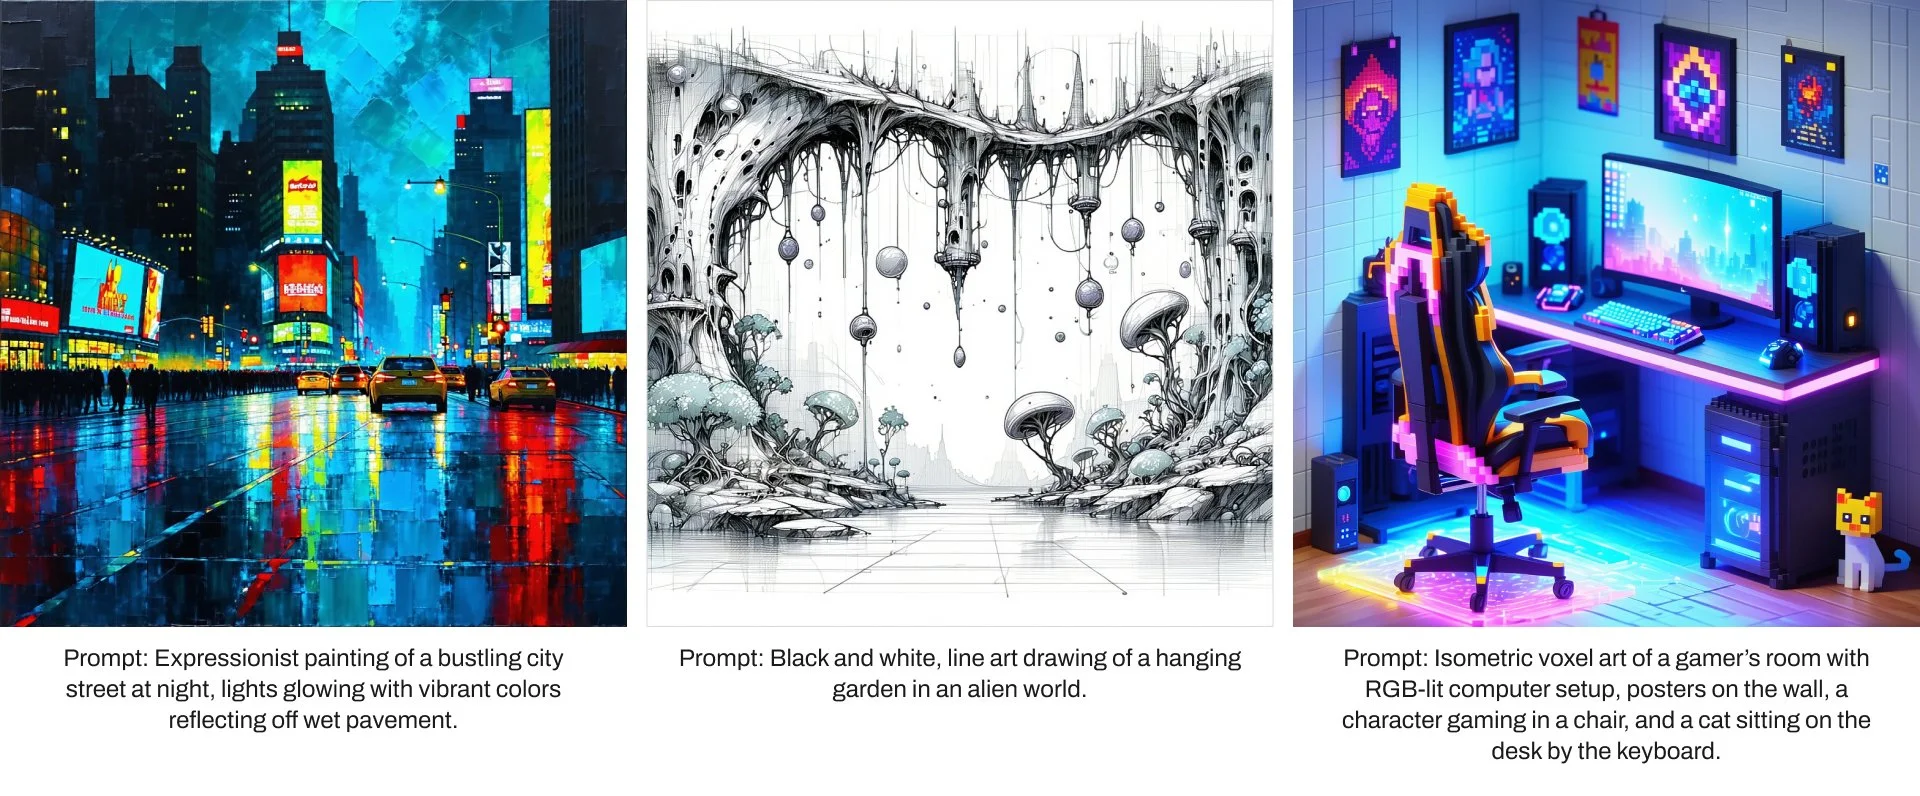 Prompt: Expressionist painting of a bustling city
street at night, lights glowing with vibrant colors
reflecting off wet pavement.
Prompt: Black and white, line art drawing of a hanging
garden in an alien world.
Prompt: Isometric voxel art of a gamer’s room with
RGB-lit computer setup, posters on the wall, a
character gaming in a chair, and a cat sitting on the
desk by the keyboard.